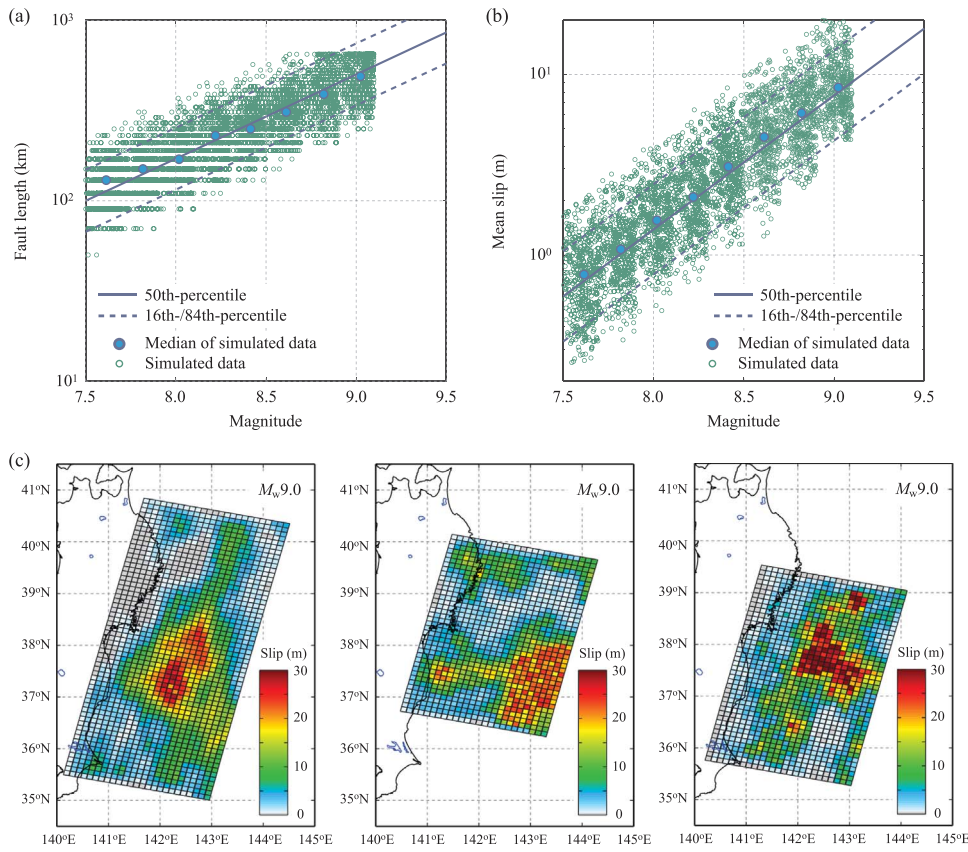 (a)
10³
10²
10¹
Fault length (km)
50th-percentile
16th-/84th-percentile
Median of simulated data
Simulated data
7.5 8.0 8.5 9.0 9.5
Magnitude
(b)
10¹
10⁰
Mean slip (m)
50th-percentile
16th-/84th-percentile
Median of simulated data
Simulated data
7.5 8.0 8.5 9.0 9.5
Magnitude
(c)
41°N
40°N
39°N
38°N
37°N
36°N
35°N
Mw9.0
Slip (m)
30
20
10
0
140°E 141°E 142°E 143°E 144°E 145°E
41°N
40°N
39°N
38°N
37°N
36°N
35°N
Mw9.0
Slip (m)
30
20
10
0
140°E 141°E 142°E 143°E 144°E 145°E
41°N
40°N
39°N
38°N
37°N
36°N
35°N
Mw9.0
Slip (m)
30
20
10
0
140°E 141°E 142°E 143°E 144°E 145°E